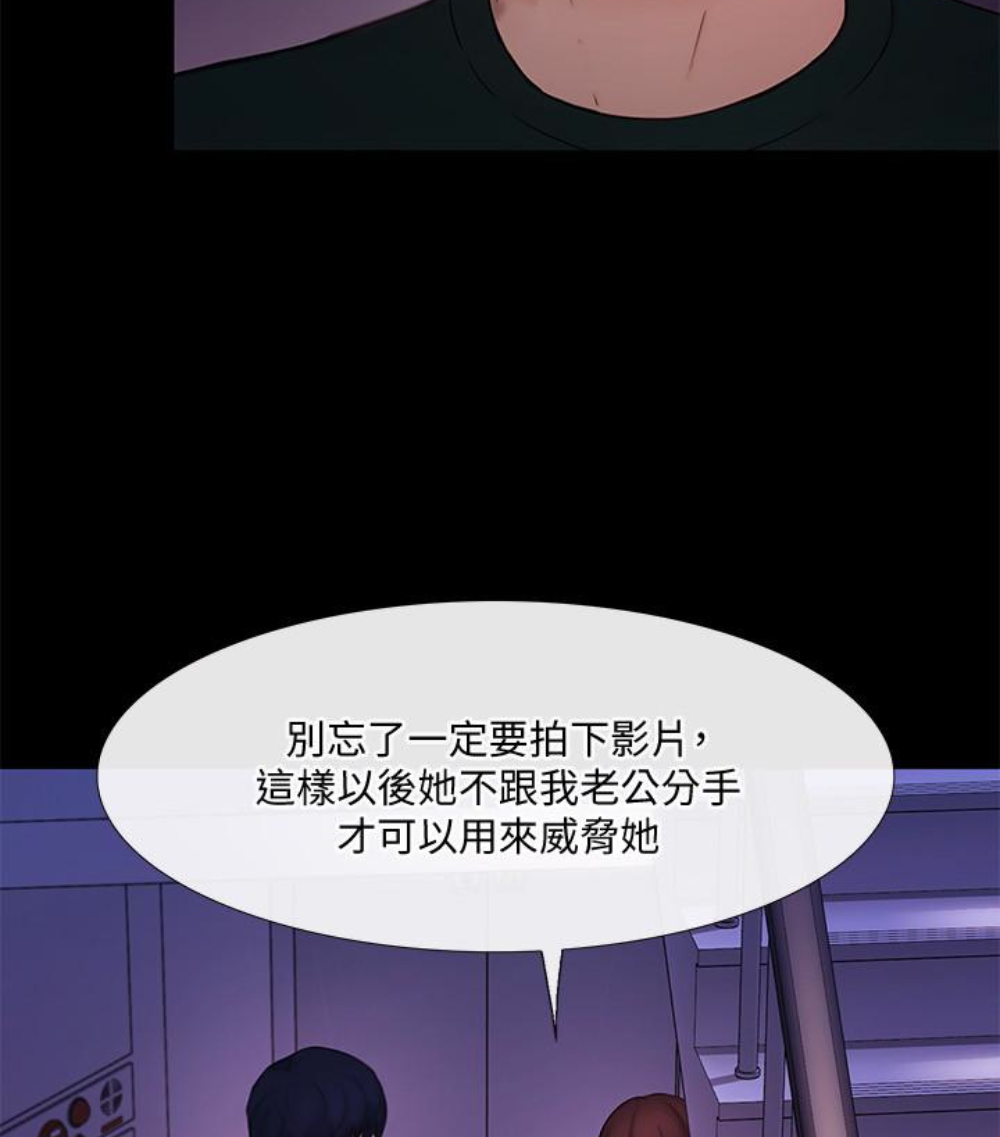 別忘了一定要拍下影片，
這樣以後她不跟我老公分手
才可以用來威脅她